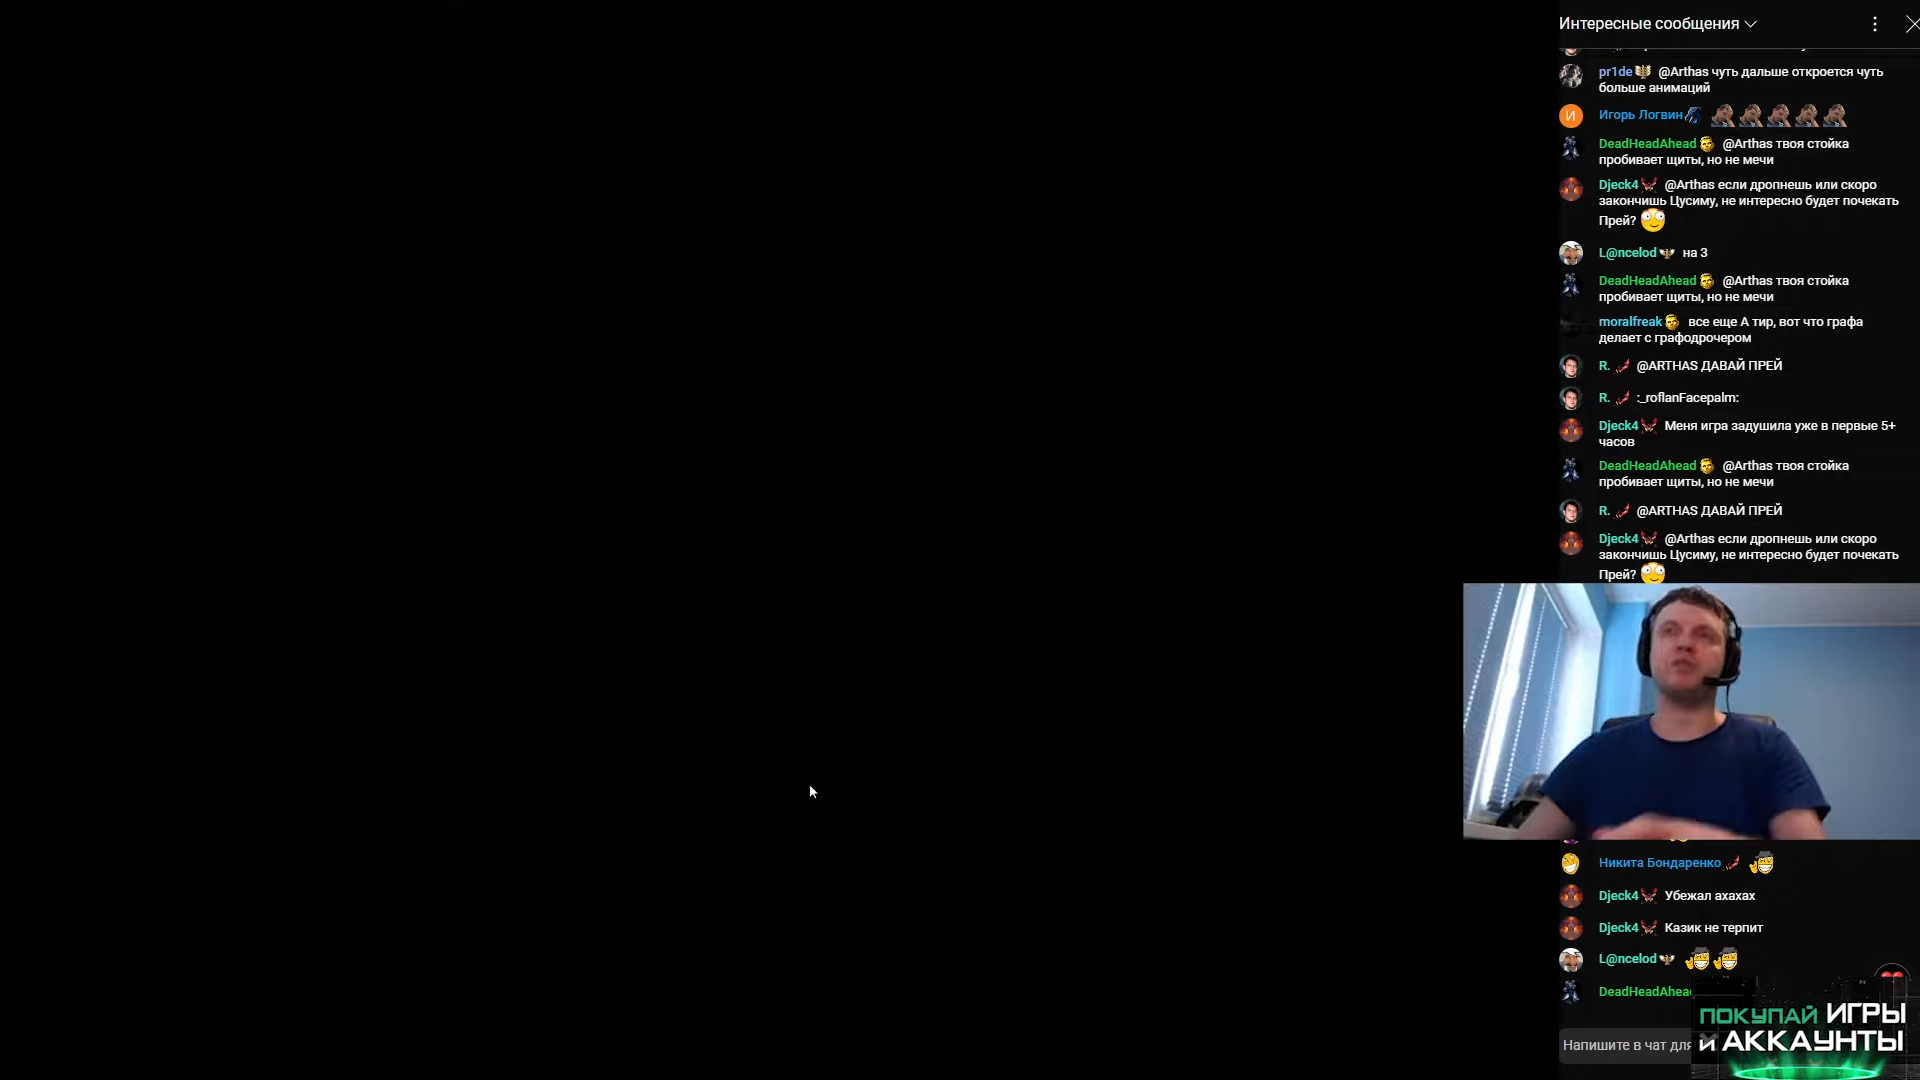 Интересные сообщения
pr1de @Arthas чуть дальше откроется чуть
больше анимаций
Игорь Логвин
DeadHeadAhead @Arthas твоя стойка
пробивает щиты, но не мечи
Djeck4 @Arthas если дропнешь или скоро
закончишь Цусиму, не интересно будет почекать
Прей?
L@ncelod на 3
DeadHeadAhead @Arthas твоя стойка
пробивает щиты, но не мечи
moralfreak все еще А тир, вот что графа
делает с графодрочером
R. @ARTHAS ДАВАЙ ПРЕЙ
R. :_roflanFacepalm:
Djeck4 Меня игра задушила уже в первые 5+
часов
DeadHeadAhead @Arthas твоя стойка
пробивает щиты, но не мечи
R. @ARTHAS ДАВАЙ ПРЕЙ
Djeck4 @Arthas если дропнешь или скоро
закончишь Цусиму, не интересно будет почекать
Прей?
Никита Бондаренко
Djeck4 Убежал ахахах
Djeck4 Казик не терпит
L@ncelod
DeadHeadAhea
ПОКУПАЙ ИГРЫ
и АККАУНТЫ
Напишите в чат для